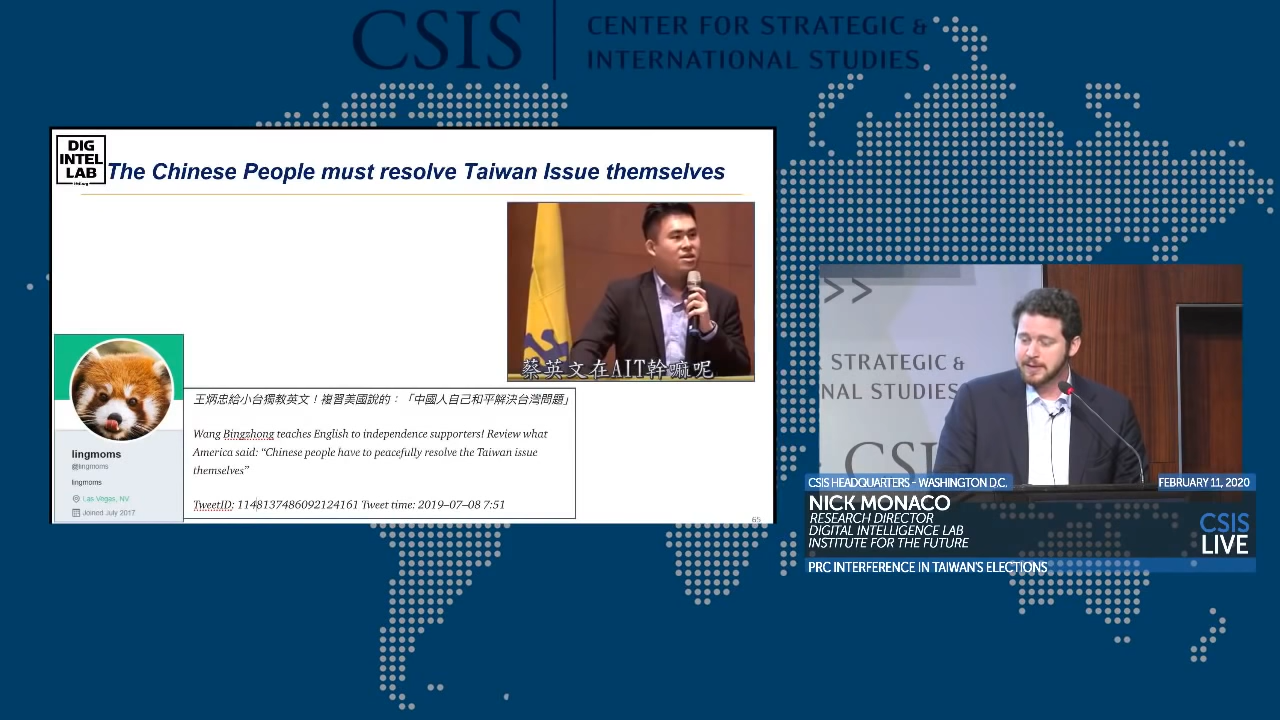 CSIS
CENTER FOR STRATEGIC &
INTERNATIONAL STUDIES
DIG
INTEL
LAB
The Chinese People must resolve Taiwan Issue themselves
蔡英文在AIT幹嘛呢
王炳忠給小台獨教英文！複習美國說的：「中國人自己和平解決台灣問題」
Wang Bingzhong teaches English to independence supporters! Review what
America said: “Chinese people have to peacefully resolve the Taiwan issue
themselves”
TweetID: 1148137486092124161 Tweet time: 2019–07–08 7:51
lingmoms
@lingmoms
lingmoms
Las Vegas, NV
Joined July 2017
65
>>
STRATEGIC &
NAL STUDIES
CSIS
CSIS HEADQUARTERS - WASHINGTON D.C.
FEBRUARY 11, 2020
NICK MONACO
RESEARCH DIRECTOR
DIGITAL INTELLIGENCE LAB
INSTITUTE FOR THE FUTURE
CSIS
LIVE
PRC INTERFERENCE IN TAIWAN'S ELECTIONS